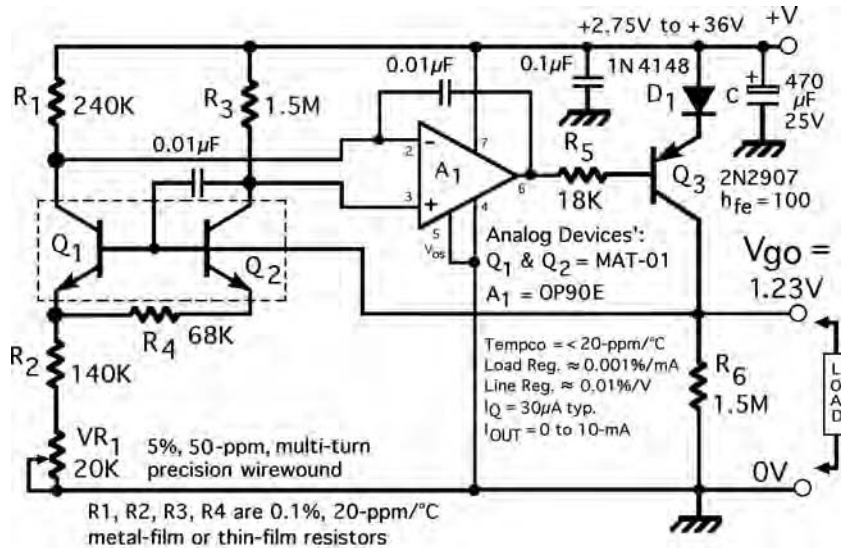 +2.75V to +36V
+V
R1
240K
R3
1.5M
0.01µF
0.1µF
1N4148
D1
C
+
470
µF
25V
0.01µF
2
−
7
A1
3
+
6
5
4
VOS
R5
18K
Q3
2N2907
hfe = 100
Q1
Q2
Analog Devices':
Q1 & Q2 = MAT-01
A1 = OP90E
Vgo =
1.23V
R4
68K
R2
140K
Tempco = < 20-ppm/°C
Load Reg. ≈ 0.001%/mA
Line Reg. ≈ 0.01%/V
IQ = 30µA typ.
IOUT = 0 to 10-mA
R6
1.5M
LOAD
VR1
20K
5%, 50-ppm, multi-turn
precision wirewound
0V
R1, R2, R3, R4 are 0.1%, 20-ppm/°C
metal-film or thin-film resistors